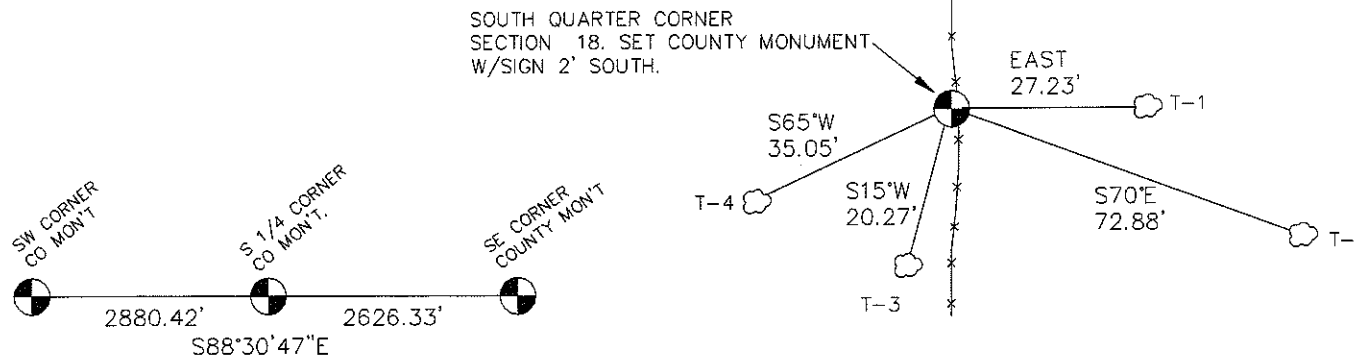 SOUTH QUARTER CORNER
SECTION 18. SET COUNTY MONUMENT
W/SIGN 2' SOUTH.
EAST
27.23'
T-1
S65°W
35.05'
T-4
S15°W
20.27'
T-3
S70°E
72.88'
T-
SW CORNER
CO MON'T
S 1/4 CORNER
CO MON'T.
SE CORNER
COUNTY MON'T
2880.42'
2626.33'
S88°30'47"E